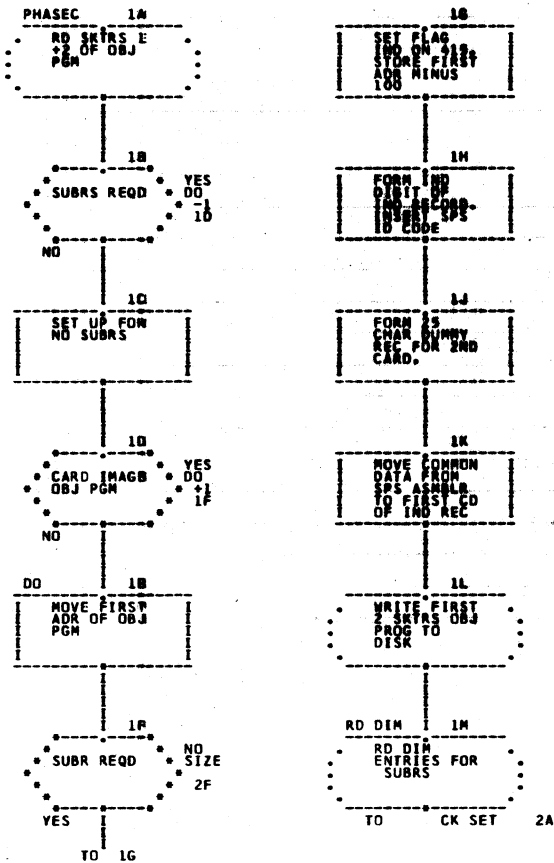 PHASEC 1A
RD SKTRS 1
+2 OF OBJ
PGM
1B
SUBRS REQD
YES
DO
-1
1D
NO
1C
SET UP FOR
NO SUBRS
1D
CARD IMAGE
OBJ PGM
YES
DO
+1
1F
NO
DO 1E
MOVE FIRST
ADR OF OBJ
PGM
1F
SUBR REQD
NO
SIZE
2F
YES
TO 1G
1G
SET FLAG
IND ON
STORE FIRST
ADR MINUS
100
1H
FORM IND
DIGIT OF
IND RECORD.
INSERT SPS
ID CODE
1J
FORM 25
CHAR DUMMY
REC FOR 2ND
CARD.
1K
MOVE COMMON
DATA FROM
SPS ASMBLR
TO FIRST CD
OF IND REC
1L
WRITE FIRST
2 SKTRS OBJ
PROG TO
DISK
RD DIM 1M
RD DIM
ENTRIES FOR
SUBRS
TO CK SET 2A